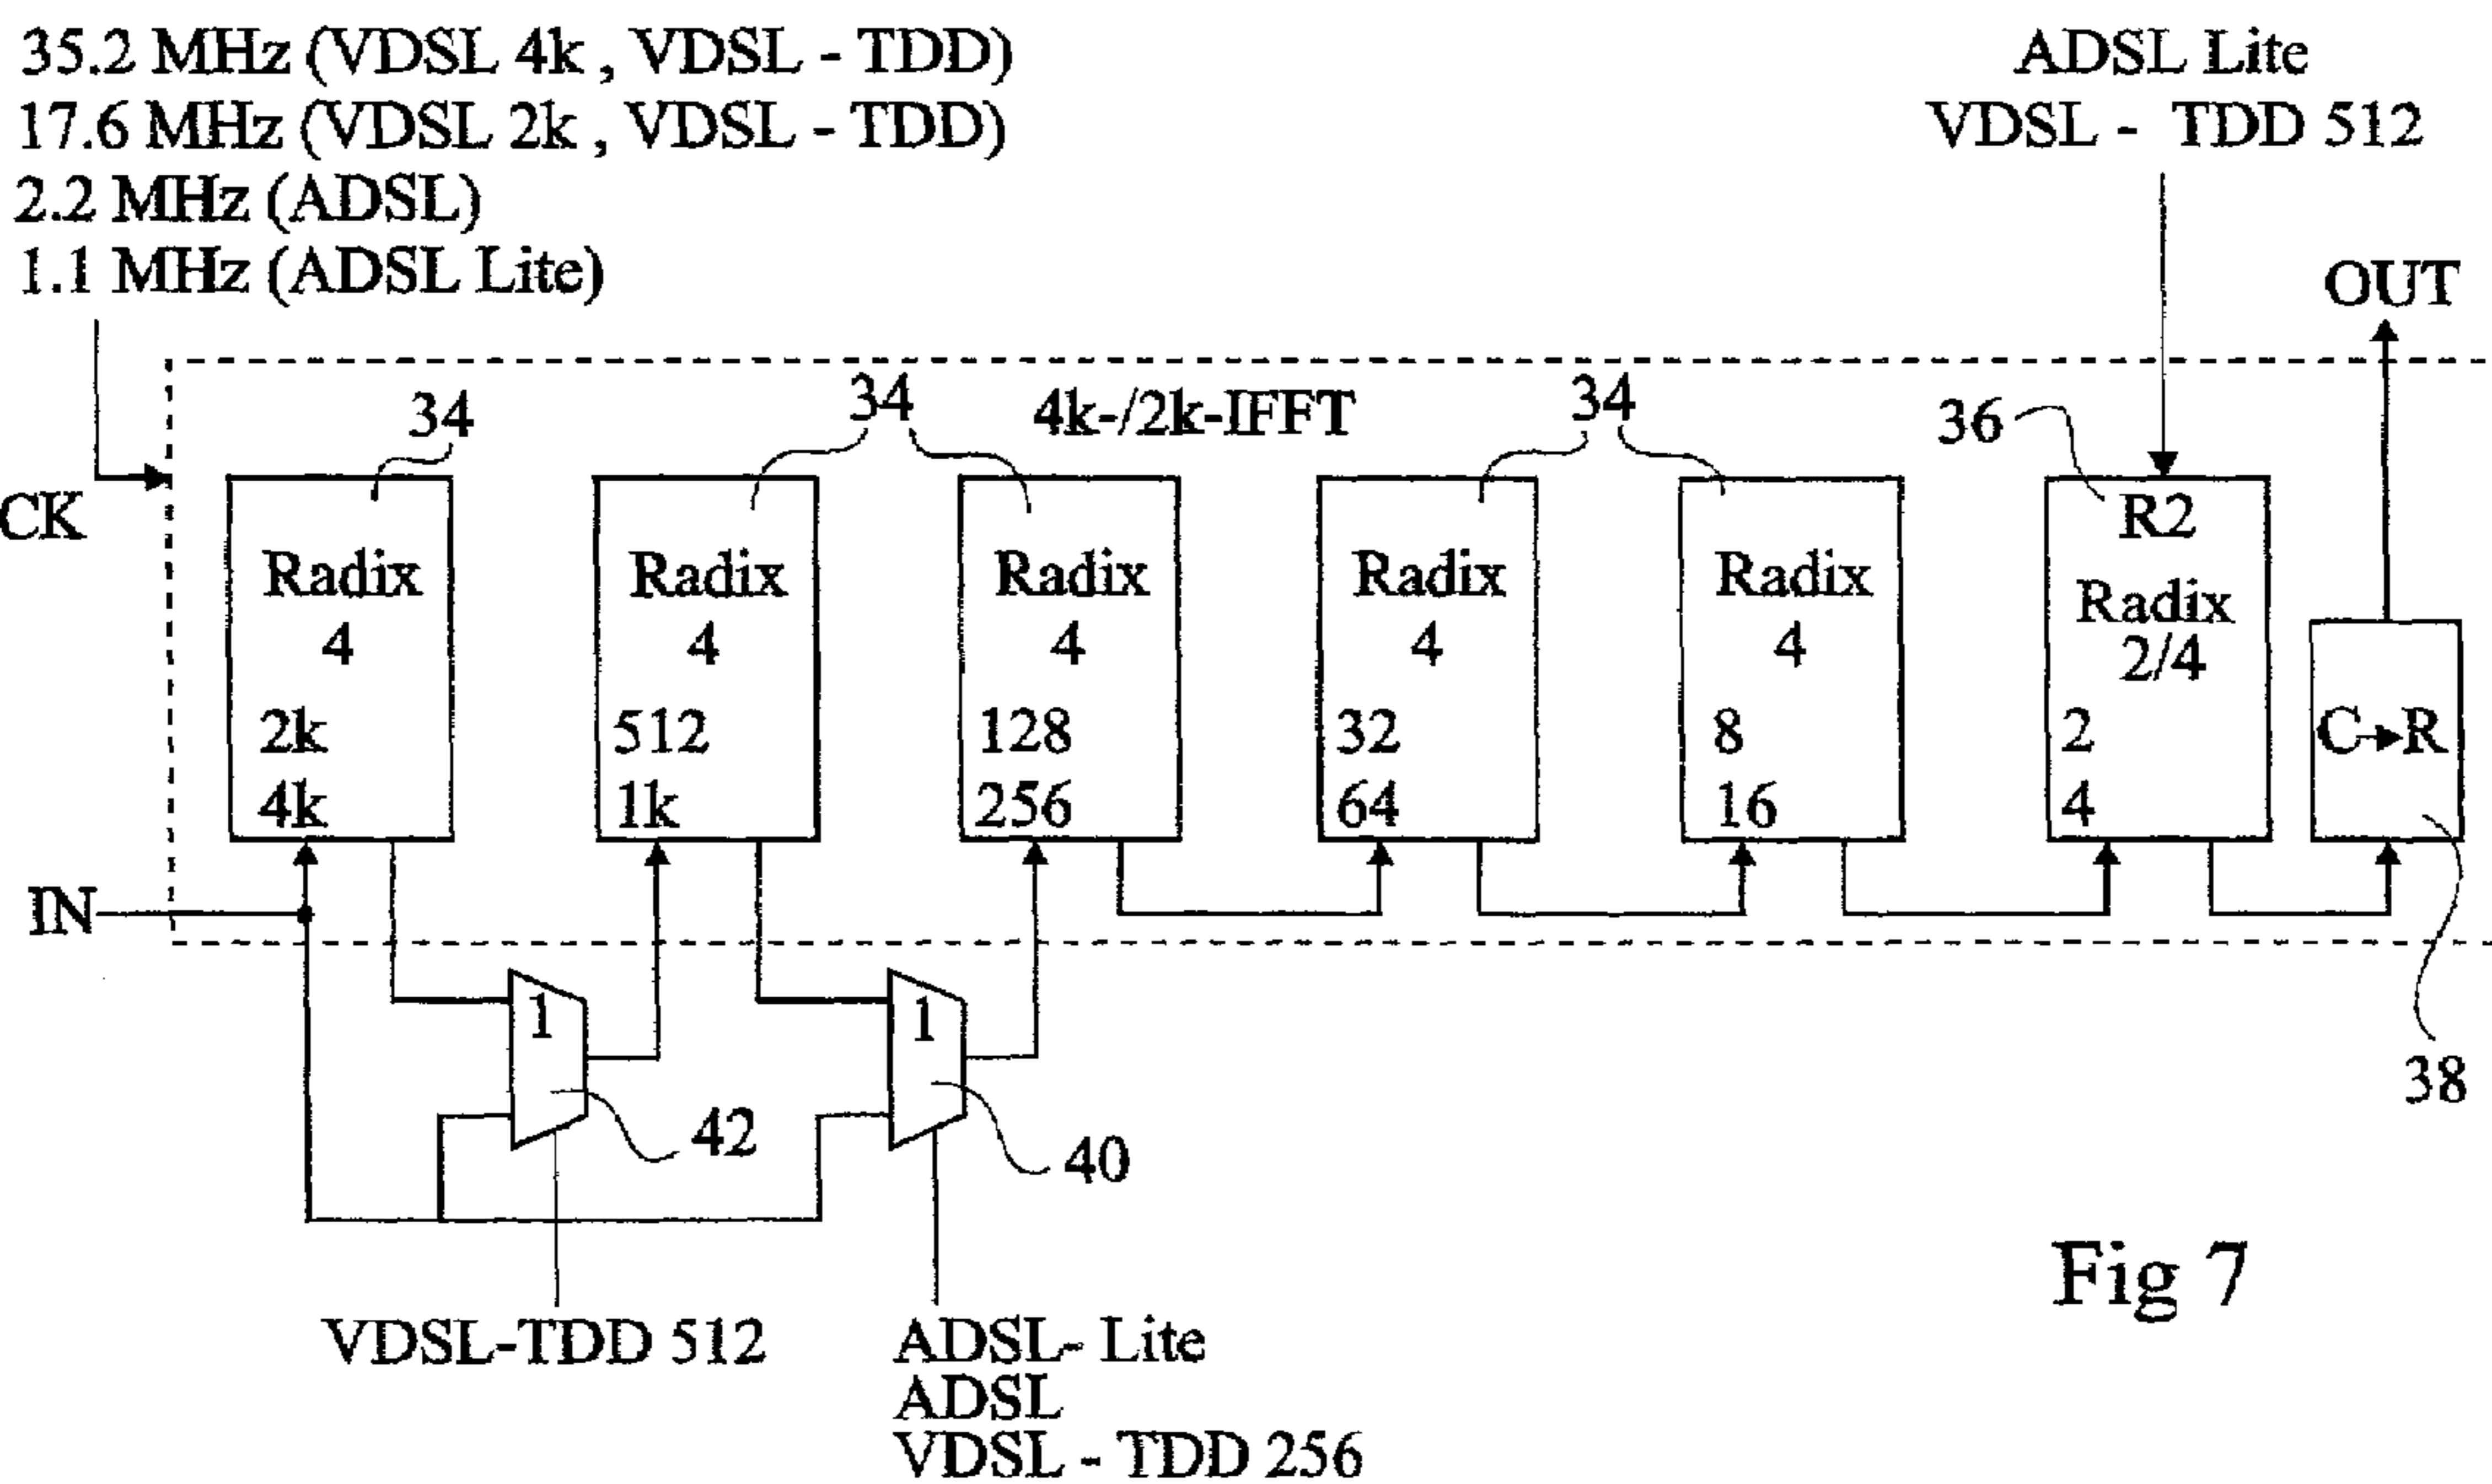 35.2 MHz (VDSL 4k , VDSL - TDD)
17.6 MHz (VDSL 2k , VDSL - TDD)
2.2 MHz (ADSL)
1.1 MHz (ADSL Lite)
ADSL Lite
VDSL - TDD 512
OUT
CK
34
34
4k-/2k-IFFT
34
36
Radix
4
2k
4k
Radix
4
512
1k
Radix
4
128
256
Radix
4
32
64
Radix
4
8
16
R2
Radix
2/4
2
4
C→R
IN
1
1
42
40
38
VDSL-TDD 512
ADSL- Lite
ADSL
VDSL - TDD 256
Fig 7